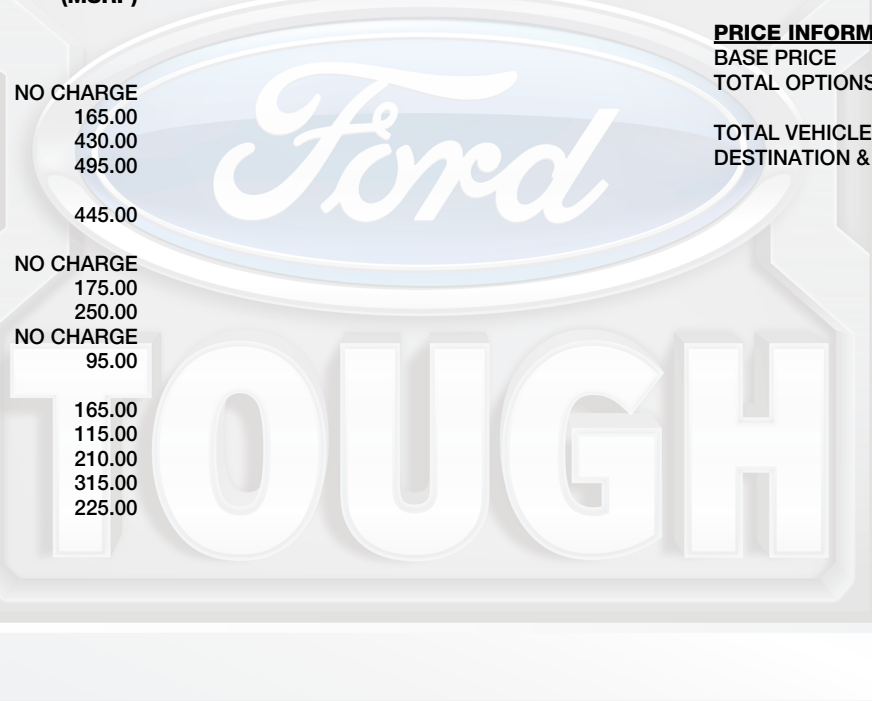 (MSRP)
NO CHARGE
165.00
430.00
495.00
445.00
NO CHARGE
175.00
250.00
NO CHARGE
95.00
165.00
115.00
210.00
315.00
225.00
PRICE INFORM
BASE PRICE
TOTAL OPTIONS
TOTAL VEHICLE
DESTINATION &
Ford
TOUGH